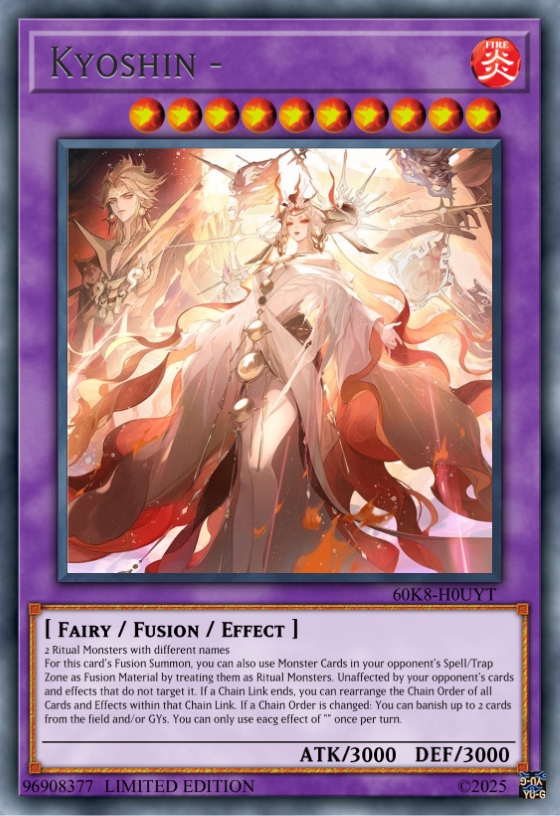 Kyoshin -
FIRE
炎
60K8-H0UYT
[ Fairy / Fusion / Effect ]
2 Ritual Monsters with different names
For this card's Fusion Summon, you can also use Monster Cards in your opponent's Spell/Trap
Zone as Fusion Material by treating them as Ritual Monsters. Unaffected by your opponent's cards
and effects that do not target it. If a Chain Link ends, you can rearrange the Chain Order of all
Cards and Effects within that Chain Link. If a Chain Order is changed: You can banish up to 2 cards
from the field and/or GYs. You can only use eacg effect of "" once per turn.
ATK/3000 DEF/3000
96908377 LIMITED EDITION ©2025